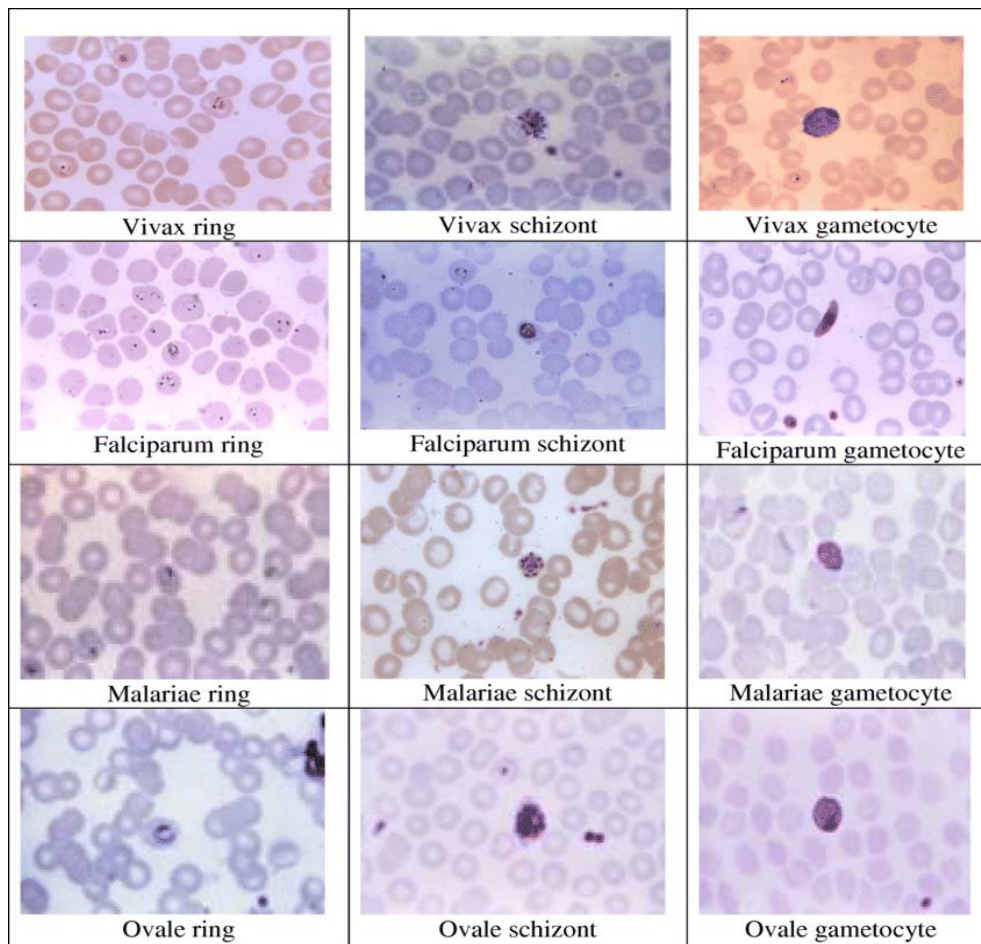 Vivax ring
Vivax schizont
Vivax gametocyte
Falciparum ring
Falciparum schizont
Falciparum gametocyte
Malariae ring
Malariae schizont
Malariae gametocyte
Ovale ring
Ovale schizont
Ovale gametocyte